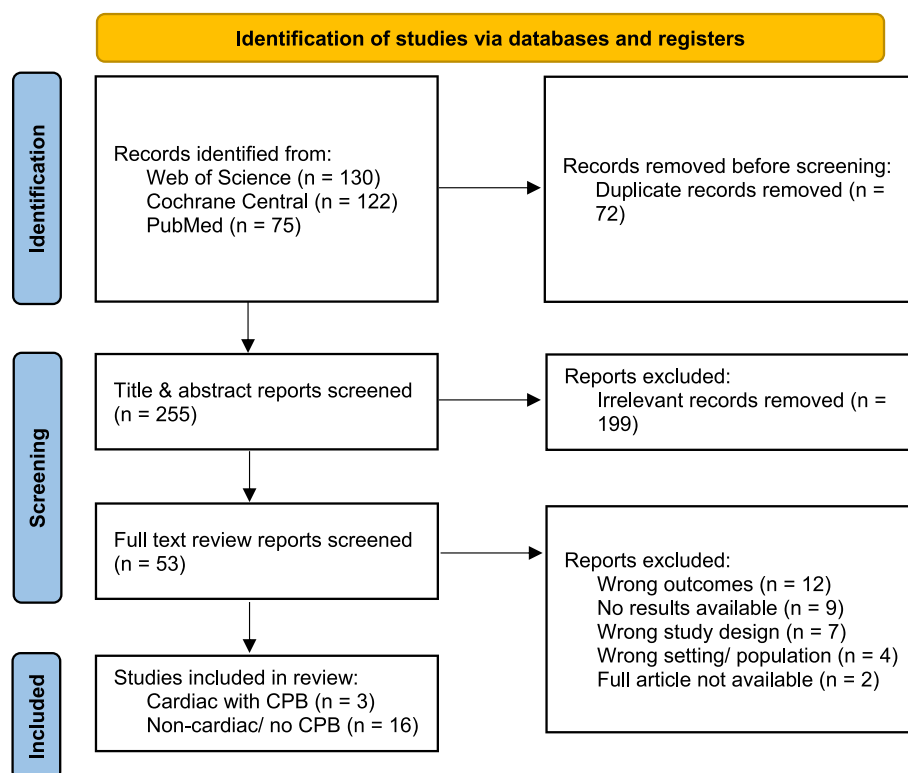 Identification of studies via databases and registers
Identification
Records identified from:
Web of Science (n = 130)
Cochrane Central (n = 122)
PubMed (n = 75)
Records removed before screening:
Duplicate records removed (n =
72)
Screening
Title & abstract reports screened
(n = 255)
Reports excluded:
Irrelevant records removed (n =
199)
Full text review reports screened
(n = 53)
Reports excluded:
Wrong outcomes (n = 12)
No results available (n = 9)
Wrong study design (n = 7)
Wrong setting/ population (n = 4)
Full article not available (n = 2)
Included
Studies included in review:
Cardiac with CPB (n = 3)
Non-cardiac/ no CPB (n = 16)